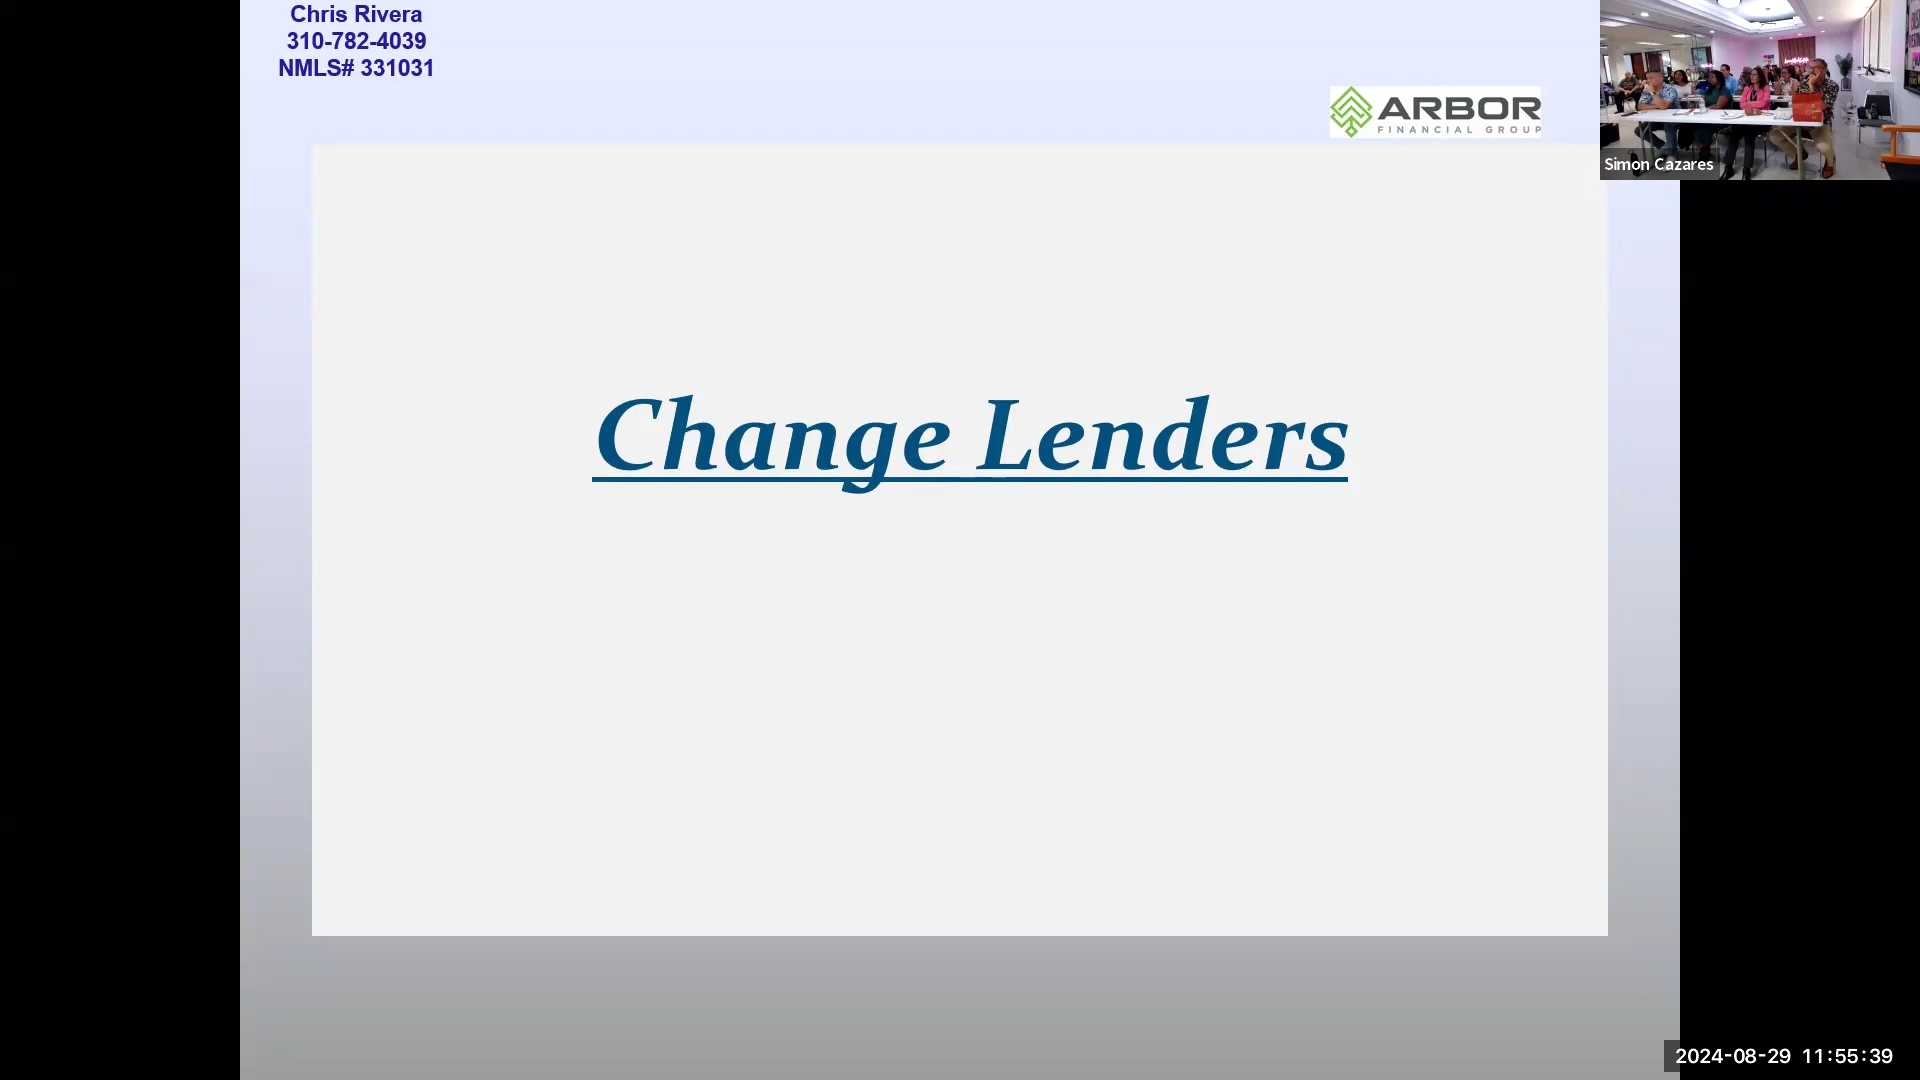 Chris Rivera
310-782-4039
NMLS# 331031
ARBOR
FINANCIAL GROUP
Simon Cazares
Change Lenders
2024-08-29 11:55:39